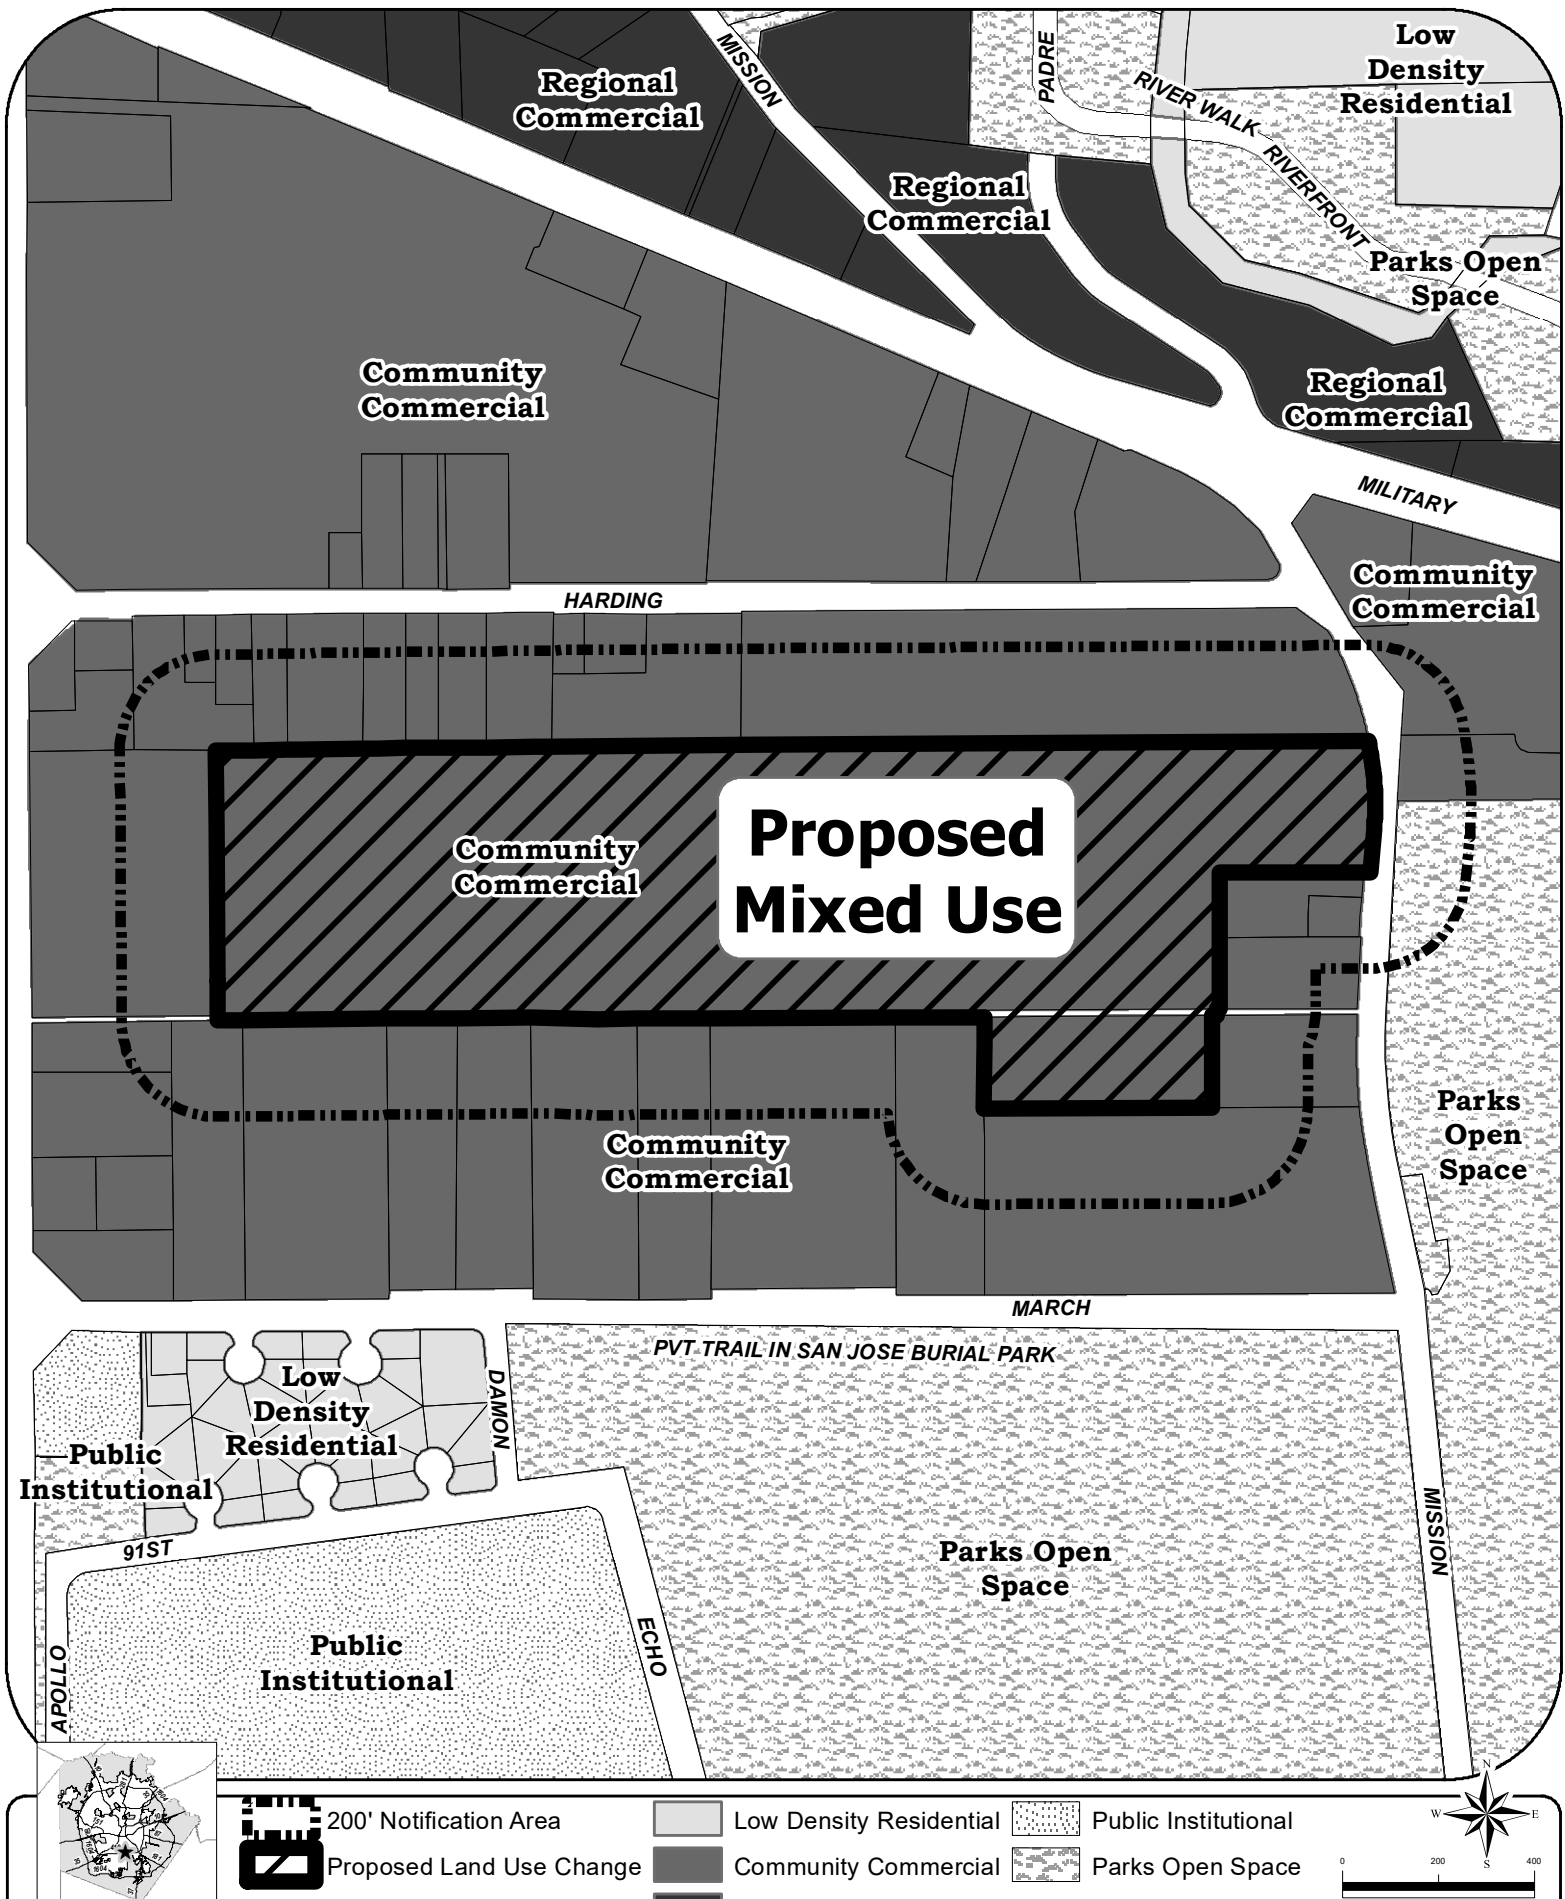 MISSION
PADRE
RIVER WALK
RIVERFRONT
Low
Density
Residential
Regional
Commercial
Regional
Commercial
Parks Open
Space
Community
Commercial
Regional
Commercial
MILITARY
Community
Commercial
HARDING
Community
Commercial
Proposed
Mixed Use
Parks
Open
Space
Community
Commercial
MARCH
PVT TRAIL IN SAN JOSE BURIAL PARK
Low
Density
Residential
DAMON
Public
Institutional
91ST
MISSION
Parks Open
Space
ECHO
Public
Institutional
APOLLO
200' Notification Area
Proposed Land Use Change
Low Density Residential
Community Commercial
Public Institutional
Parks Open Space
N
W
E
S
0 200 400